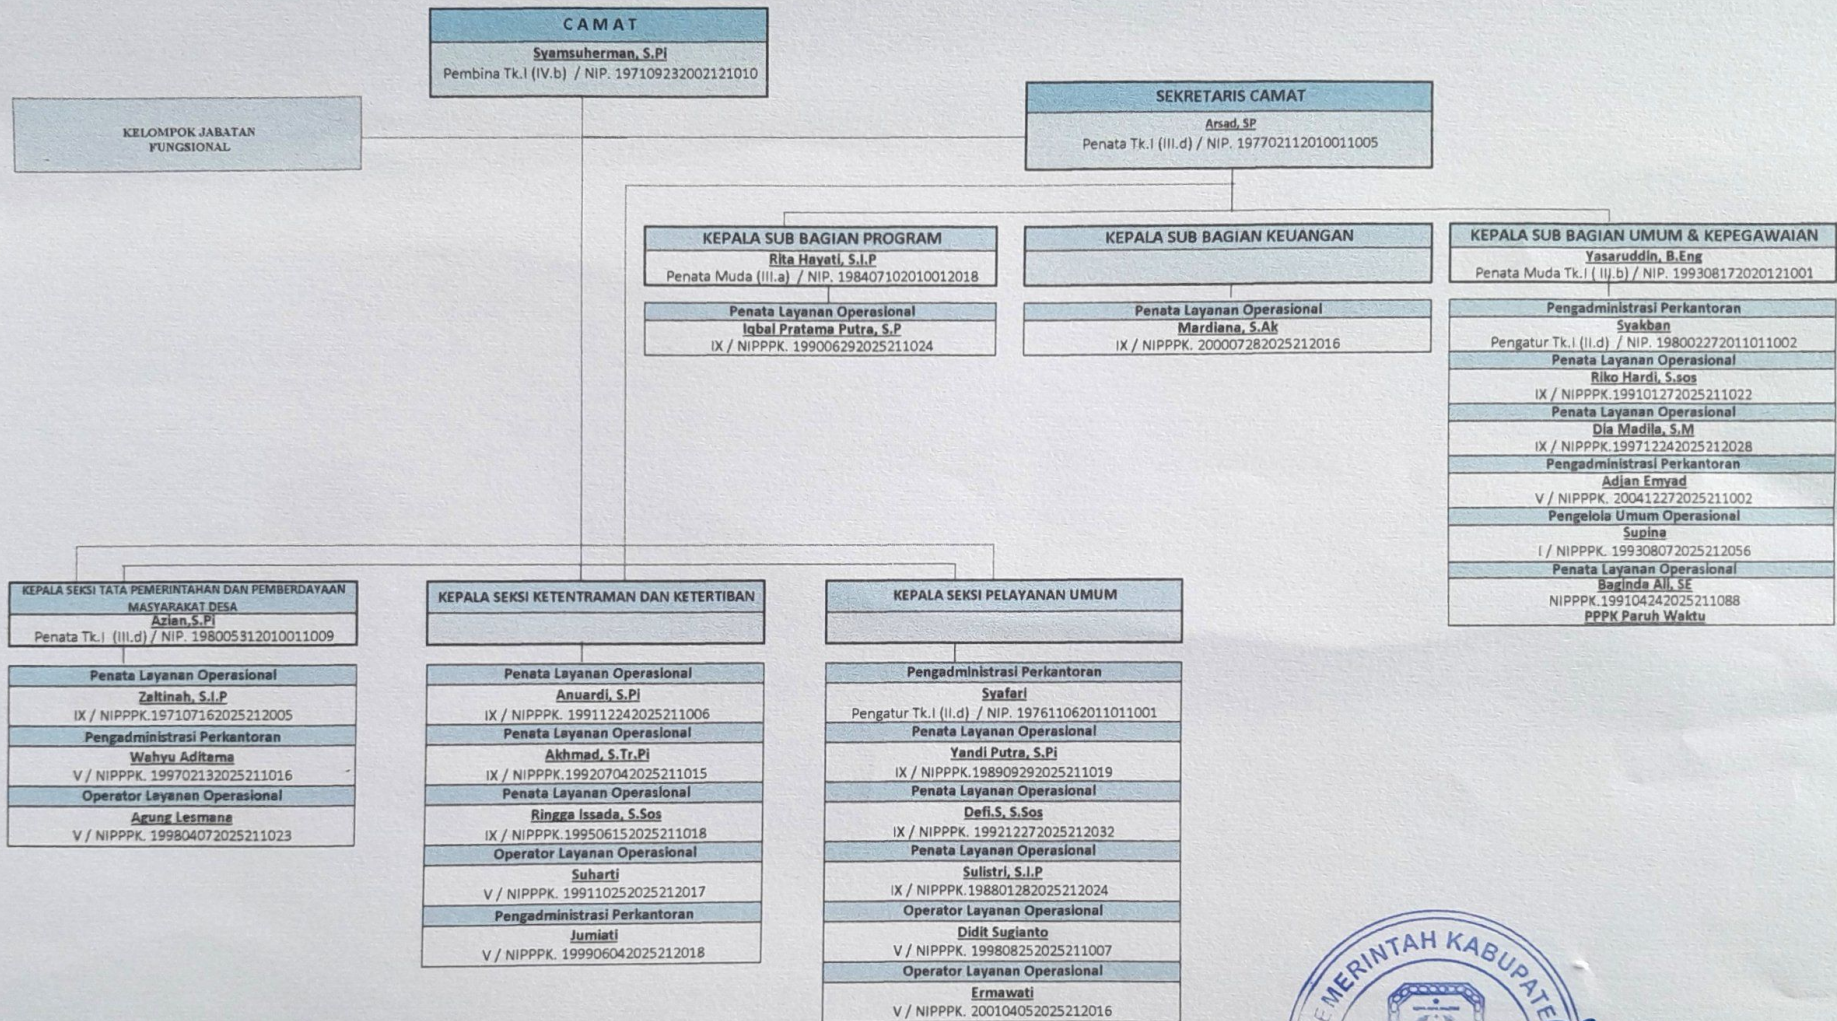 CAMAT
Syamsuherman, S.Pi
Pembina Tk.I (IV.b) / NIP. 197109232002121010
KELOMPOK JABATAN
FUNGSIONAL
SEKRETARIS CAMAT
Arsad, SP
Penata Tk.I (III.d) / NIP. 197702112010011005
KEPALA SUB BAGIAN PROGRAM
Rita Hayati, S.I.P
Penata Muda (III.a) / NIP. 198407102010012018
Penata Layanan Operasional
Iqbal Pratama Putra, S.P
IX / NIPPPK. 199006292025211024
KEPALA SUB BAGIAN KEUANGAN
Penata Layanan Operasional
Mardiana, S.Ak
IX / NIPPPK. 200007282025212016
KEPALA SUB BAGIAN UMUM & KEPEGAWAIAN
Yasaruddin, B.Eng
Penata Muda Tk.I ( III.b) / NIP. 199308172020121001
Pengadministrasi Perkantoran
Syakban
Pengatur Tk.I (II.d) / NIP. 198002272011011002
Penata Layanan Operasional
Riko Hardi, S.sos
IX / NIPPPK.199101272025211022
Penata Layanan Operasional
Dia Madila, S.M
IX / NIPPPK.199712242025212028
Pengadministrasi Perkantoran
Adjan Emyad
V / NIPPPK. 200412272025211002
Pengelola Umum Operasional
Supina
I / NIPPPK. 199308072025212056
Penata Layanan Operasional
Baginda Ali, SE
NIPPPK.199104242025211088
PPPK Paruh Waktu
KEPALA SEKSI TATA PEMERINTAHAN DAN PEMBERDAYAAN
MASYARAKAT DESA
Azian,S.Pi
Penata Tk.I (III.d) / NIP. 198005312010011009
Penata Layanan Operasional
Zaitinah, S.I.P
IX / NIPPPK.197107162025212005
Pengadministrasi Perkantoran
Wahyu Aditama
V / NIPPPK. 199702132025211016
Operator Layanan Operasional
Agung Lesmana
V / NIPPPK. 199804072025211023
KEPALA SEKSI KETENTRAMAN DAN KETERTIBAN
Penata Layanan Operasional
Anuardi, S.Pi
IX / NIPPPK. 199112242025211006
Penata Layanan Operasional
Akhmad, S.Tr.Pi
IX / NIPPPK.199207042025211015
Penata Layanan Operasional
Ringga Issada, S.Sos
IX / NIPPPK.199506152025211018
Operator Layanan Operasional
Suharti
V / NIPPPK. 199110252025212017
Pengadministrasi Perkantoran
Jumiati
V / NIPPPK. 199906042025212018
KEPALA SEKSI PELAYANAN UMUM
Pengadministrasi Perkantoran
Syafari
Pengatur Tk.I (II.d) / NIP. 197611062011011001
Penata Layanan Operasional
Yandi Putra, S.Pi
IX / NIPPPK.198909292025211019
Penata Layanan Operasional
Defi.S, S.Sos
IX / NIPPPK. 199212272025212032
Penata Layanan Operasional
Sulistri, S.I.P
IX / NIPPPK.198801282025212024
Operator Layanan Operasional
Didit Sugianto
V / NIPPPK. 199808252025211007
Operator Layanan Operasional
Ermawati
V / NIPPPK. 200104052025212016
PEMERINTAH KABUPATE